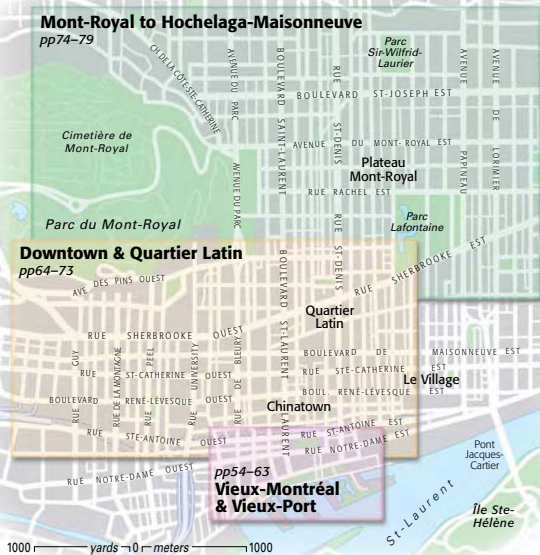 Mont-Royal to Hochelaga-Maisonneuve
pp74–79
Parc
Sir-Wilfrid-
Laurier
CH DE LA CÔTE-STE-CATHERINE
AVENUE DU PARC
BOULEVARD SAINT-LAURENT
RUE ST-DENIS
AVENUE PAPINEAU
AVENUE DE LORIMIER
BOULEVARD ST-JOSEPH EST
Cimetière de
Mont-Royal
AVENUE DU MONT-ROYAL EST
Plateau
Mont-Royal
AVENUE DU PARC
RUE RACHEL EST
Parc du Mont-Royal
Parc
Lafontaine
RUE ST-DENIS
Downtown & Quartier Latin
pp64–73
AVE DES PINS OUEST
BOULEVARD ST-LAURENT
RUE SHERBROOKE EST
Quartier
Latin
RUE SHERBROOKE OUEST
RUE GUY
RUE DE LA MONTAGNE
RUE PEEL
RUE UNIVERSITY
RUE DE BLEURY
BOULEVARD DE MAISONNEUVE EST
RUE ST-CATHERINE OUEST
RUE STE-CATHERINE EST
Le Village
BOULEVARD RENÉ-LÉVESQUE OUEST
BOUL. RENÉ-LÉVESQUE EST
Chinatown
RUE STE-ANTOINE OUEST
RUE ST-ANTOINE EST
RUE NOTRE-DAME EST
RUE NOTRE-DAME OUEST
pp54–63
Vieux-Montréal
& Vieux-Port
Pont
Jacques-
Cartier
St-Laurent
Île Ste-
Hélène
1000 yards 0 meters 1000